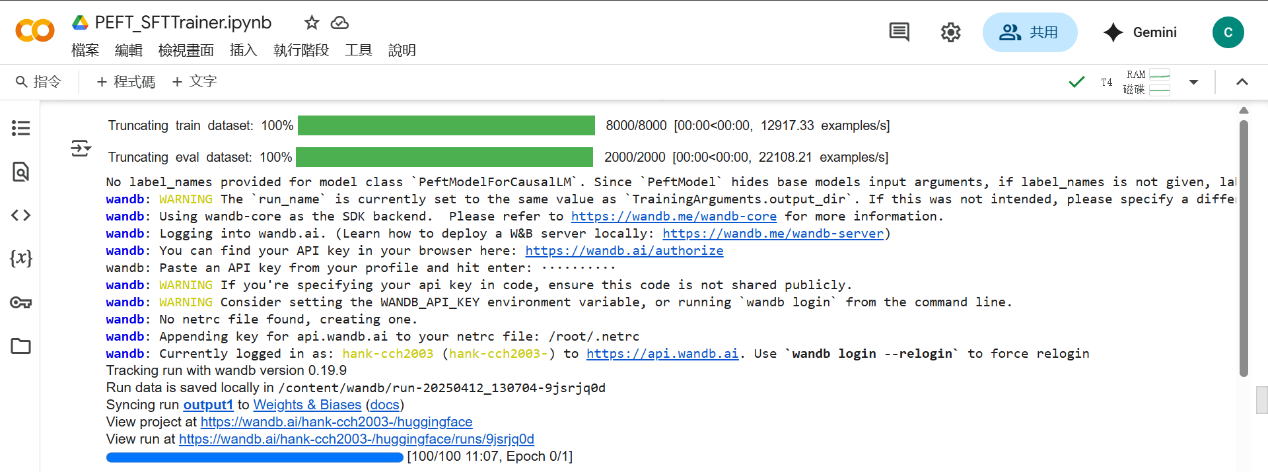 PEFT_SFTTrainer.ipynb
檔案 編輯 檢視畫面 插入 執行階段 工具 說明
共用 Gemini C
指令 + 程式碼 + 文字
T4 RAM 磁碟
Truncating train dataset: 100% 8000/8000 [00:00<00:00, 12917.33 examples/s]
Truncating eval dataset: 100% 2000/2000 [00:00<00:00, 22108.21 examples/s]
No label_names provided for model class `PeftModelForCausalLM`. Since `PeftModel` hides base models input arguments, if label_names is not given, la
wandb: WARNING The `run_name` is currently set to the same value as `TrainingArguments.output_dir`. If this was not intended, please specify a diffe
wandb: Using wandb-core as the SDK backend.  Please refer to https://wandb.me/wandb-core for more information.
wandb: Logging into wandb.ai. (Learn how to deploy a W&B server locally: https://wandb.me/wandb-server)
wandb: You can find your API key in your browser here: https://wandb.ai/authorize
wandb: Paste an API key from your profile and hit enter: ··········
wandb: WARNING If you're specifying your api key in code, ensure this code is not shared publicly.
wandb: WARNING Consider setting the WANDB_API_KEY environment variable, or running `wandb login` from the command line.
wandb: No netrc file found, creating one.
wandb: Appending key for api.wandb.ai to your netrc file: /root/.netrc
wandb: Currently logged in as: hank-cch2003 (hank-cch2003-) to https://api.wandb.ai. Use `wandb login --relogin` to force relogin
Tracking run with wandb version 0.19.9
Run data is saved locally in /content/wandb/run-20250412_130704-9jsrjq0d
Syncing run output1 to Weights & Biases (docs)
View project at https://wandb.ai/hank-cch2003-/huggingface
View run at https://wandb.ai/hank-cch2003-/huggingface/runs/9jsrjq0d
[100/100 11:07, Epoch 0/1]